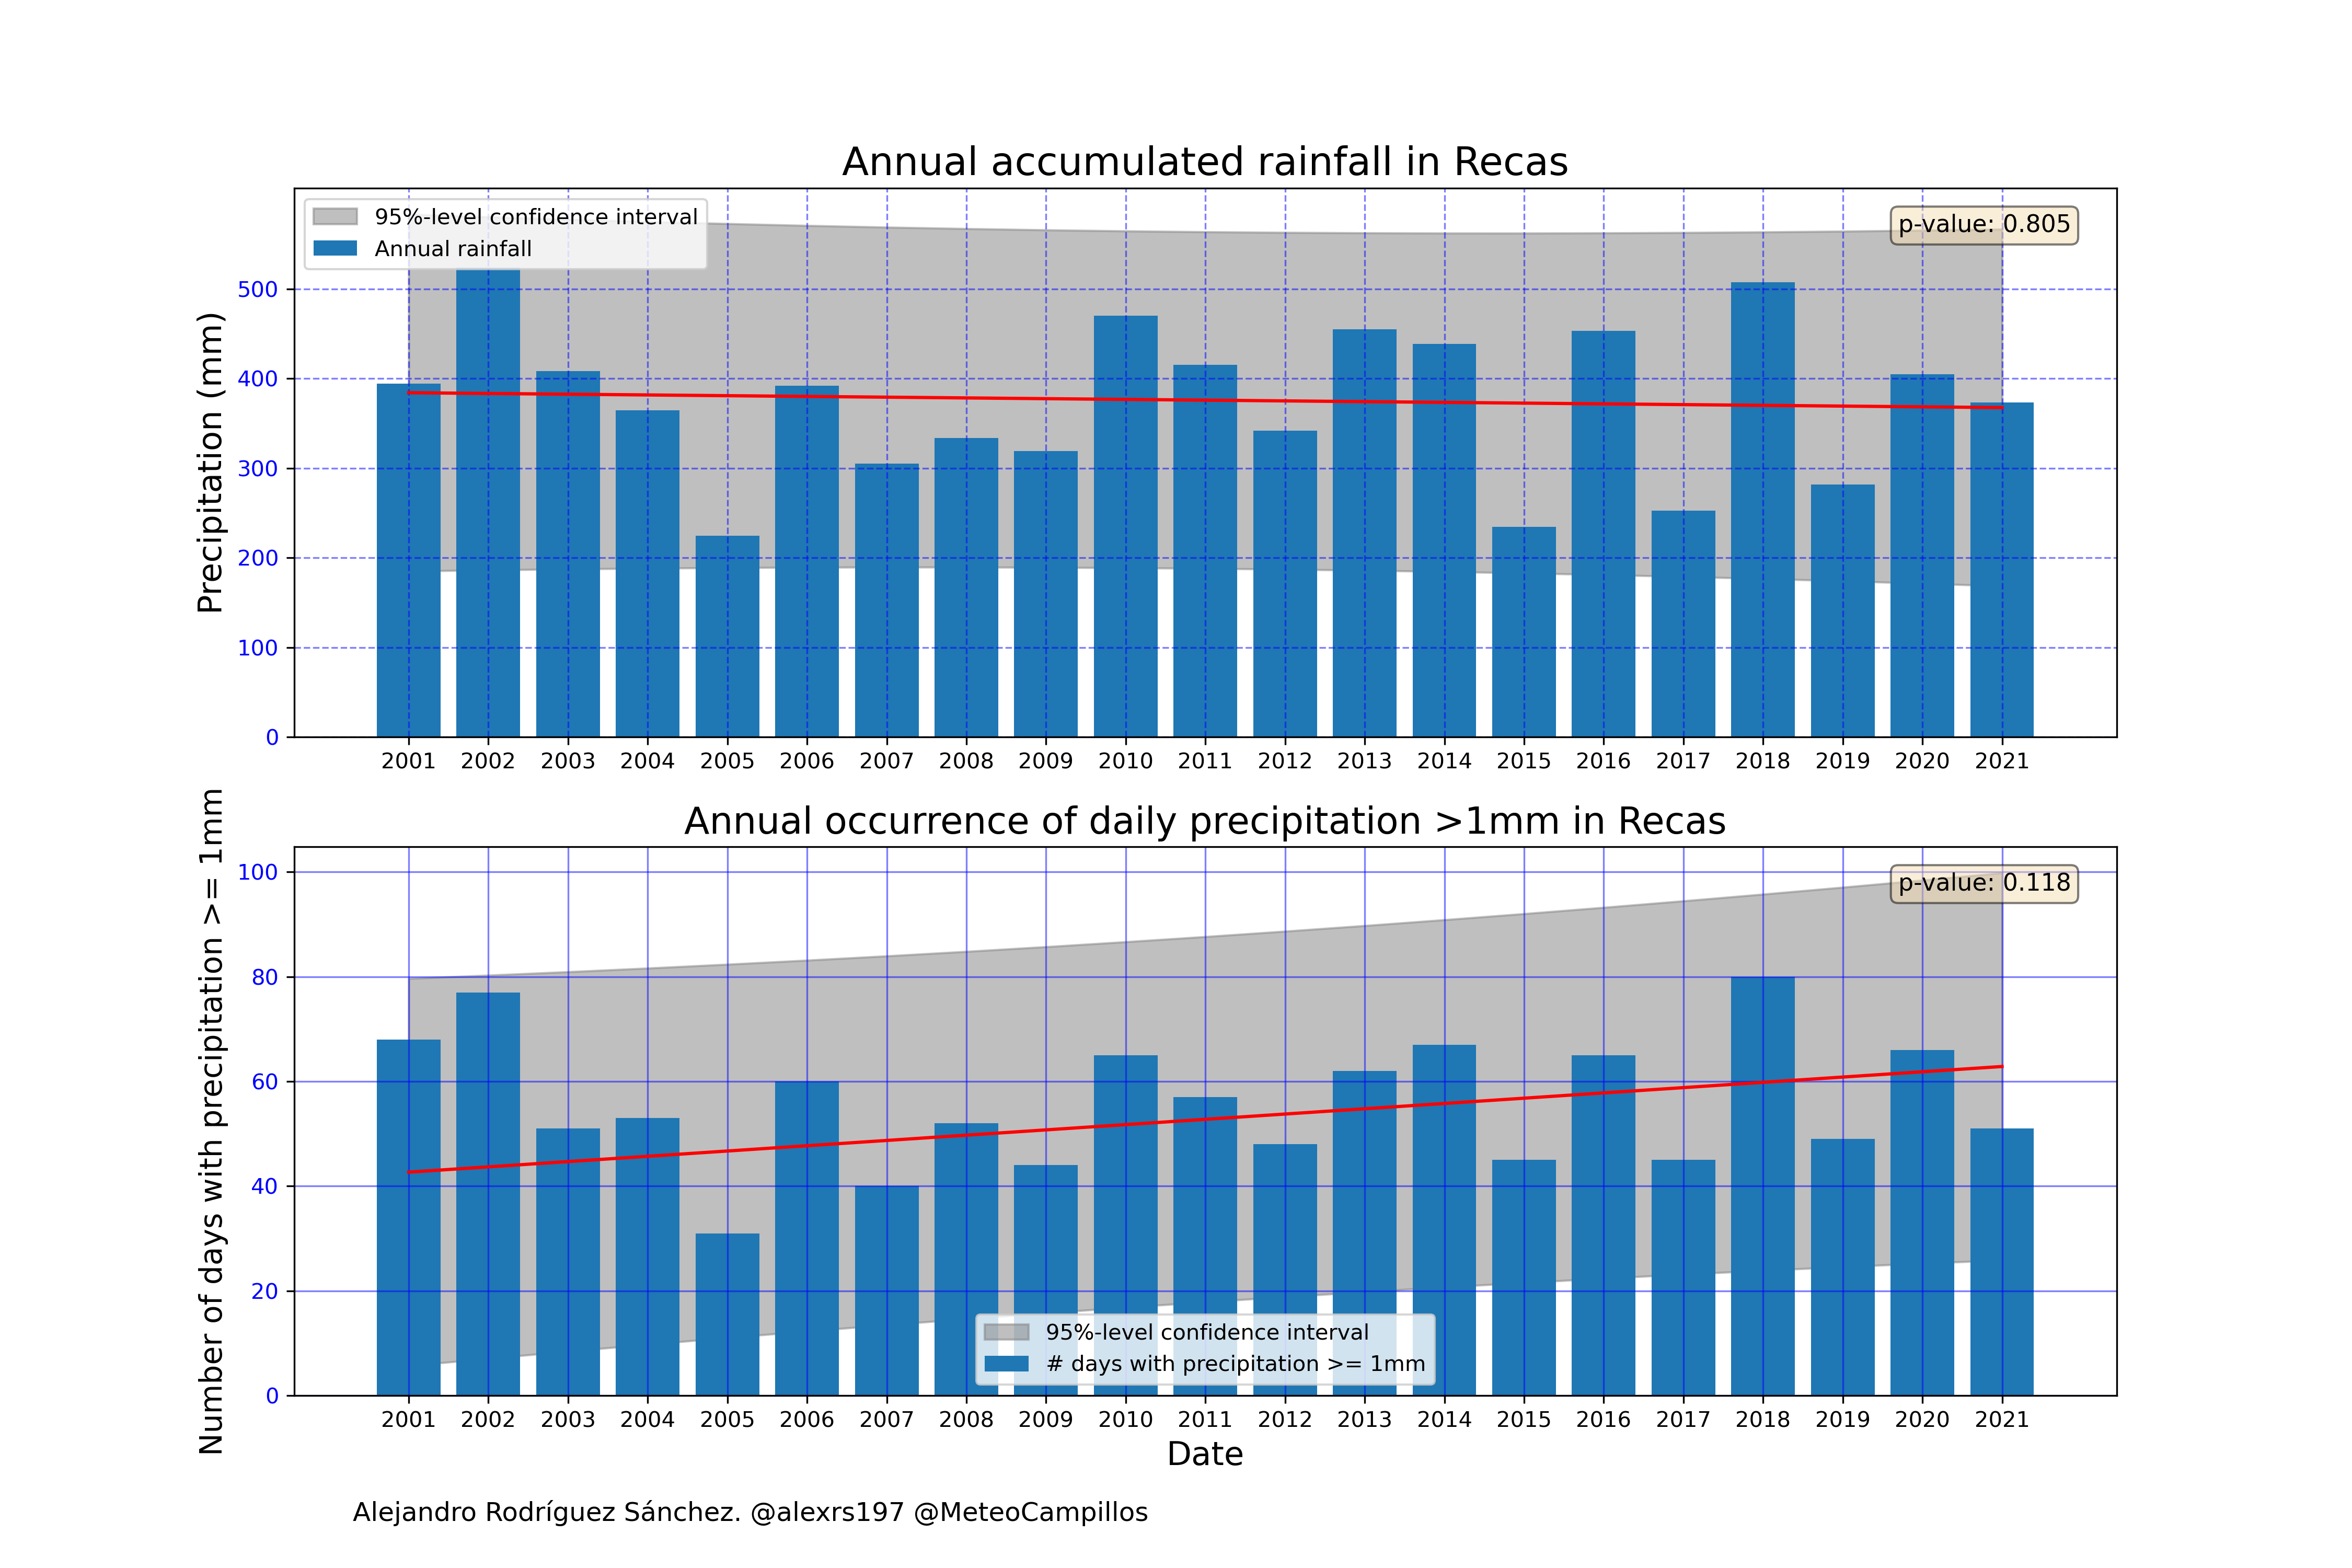 Annual accumulated rainfall in Recas
95%-level confidence interval
Annual rainfall
p-value: 0.805
Precipitation (mm)
500
400
300
200
100
0
2001 2002 2003 2004 2005 2006 2007 2008 2009 2010 2011 2012 2013 2014 2015 2016 2017 2018 2019 2020 2021
Annual occurrence of daily precipitation >1mm in Recas
p-value: 0.118
Number of days with precipitation >= 1mm
100
80
60
40
20
0
95%-level confidence interval
# days with precipitation >= 1mm
2001 2002 2003 2004 2005 2006 2007 2008 2009 2010 2011 2012 2013 2014 2015 2016 2017 2018 2019 2020 2021
Date
Alejandro Rodríguez Sánchez. @alexrs197 @MeteoCampillos